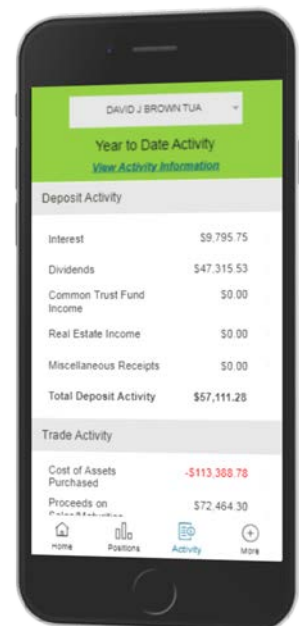 DAVID J BROWN TUA
Year to Date Activity
View Activity Information
Deposit Activity
Interest $9,795.75
Dividends $47,315.53
Common Trust Fund $0.00
Income
Real Estate Income $0.00
Miscellaneous Receipts $0.00
Total Deposit Activity $57,111.28
Trade Activity
Cost of Assets -$113,388.78
Purchased
Proceeds on $72,464.30
Home Positions Activity More